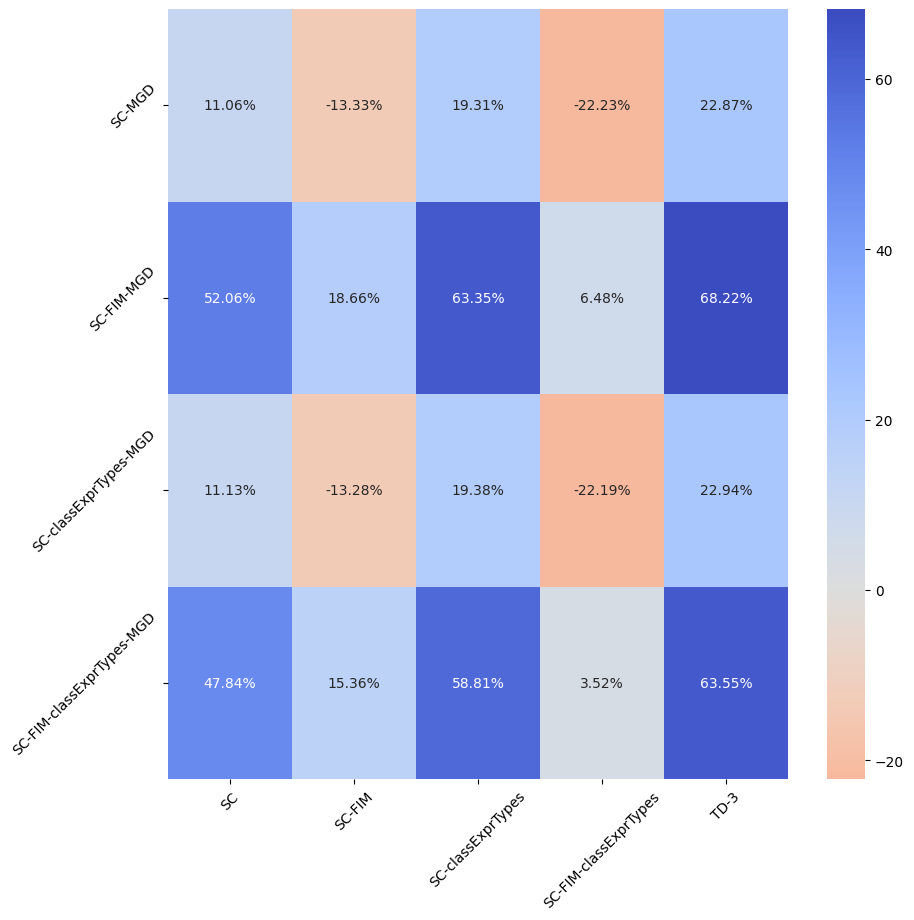 SC-MGD
11.06% -13.33% 19.31% -22.23% 22.87%
SC-FIM-MGD
52.06% 18.66% 63.35% 6.48% 68.22%
SC-classExprTypes-MGD
11.13% -13.28% 19.38% -22.19% 22.94%
SC-FIM-classExprTypes-MGD
47.84% 15.36% 58.81% 3.52% 63.55%
SC
SC-FIM
SC-classExprTypes
SC-FIM-classExprTypes
TD-3
60
40
20
0
−20